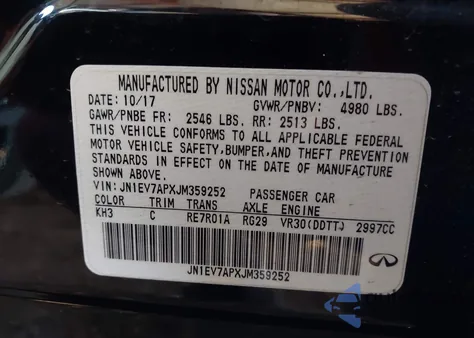 MANUFACTURED BY NISSAN MOTOR CO.,LTD.
DATE: 10/17 GVWR/PNBV: 4980 LBS.
GAWR/PNBE FR: 2546 LBS. RR: 2513 LBS.
THIS VEHICLE CONFORMS TO ALL APPLICABLE FEDERAL
MOTOR VEHICLE SAFETY,BUMPER,AND THEFT PREVENTION
STANDARDS IN EFFECT ON THE DATE OF MANUFACTURE
SHOWN ABOVE.
VIN: JN1EV7APXJM359252 PASSENGER CAR
COLOR TRIM TRANS AXLE ENGINE
KH3 C RE7R01A RG29 VR30(DDTT) 2997CC
JN1EV7APXJM359252